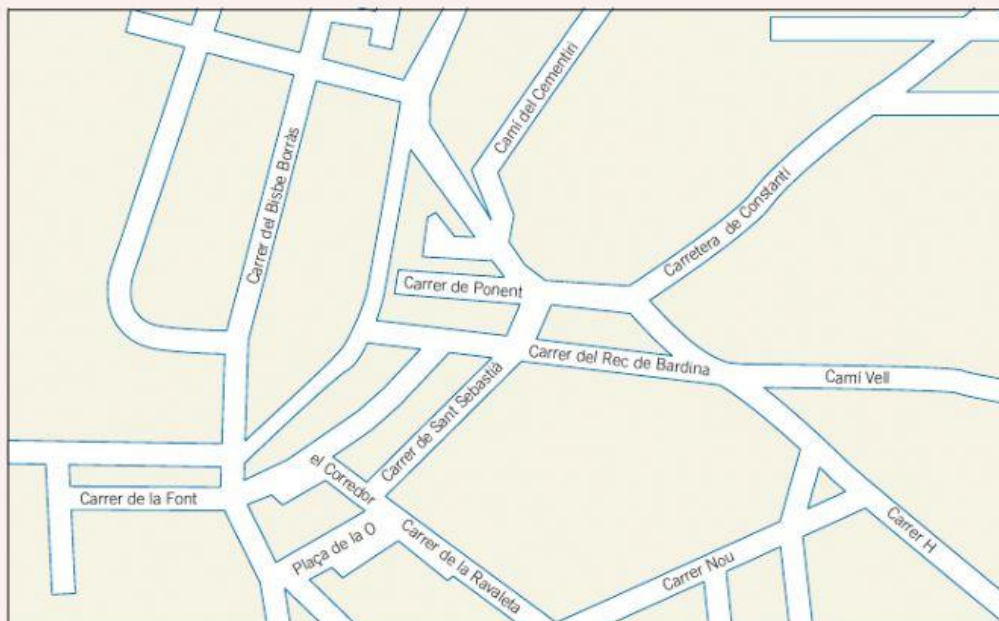 Camí del Cementiri
Carrer del Bisbe Borràs
Carretera de Constantí
Carrer de Ponent
Carrer del Rec de Bardina
Camí Vell
Carrer de Sant Sebastià
el Corredor
Carrer de la Font
Plaça de la O
Carrer de la Ravaleta
Carrer Nou
Carrer H